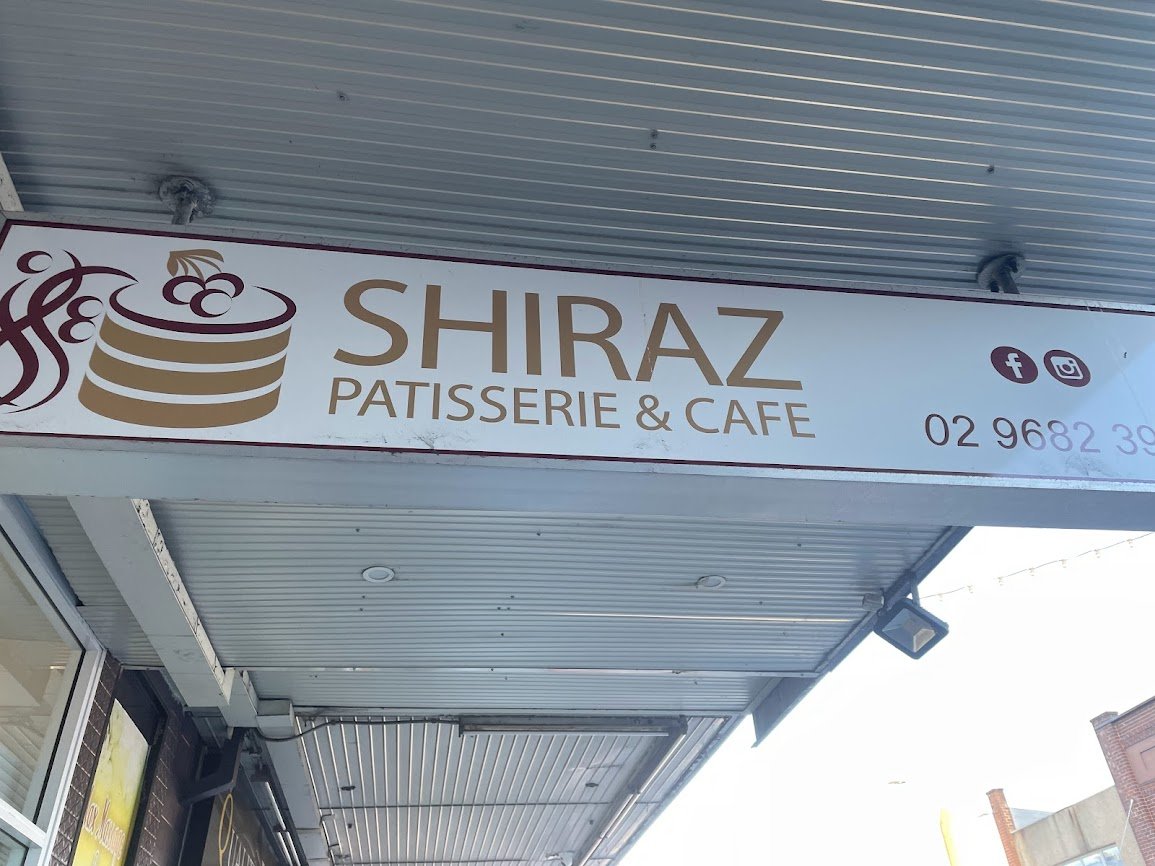 SHIRAZ
PATISSERIE & CAFE
02 9682 39